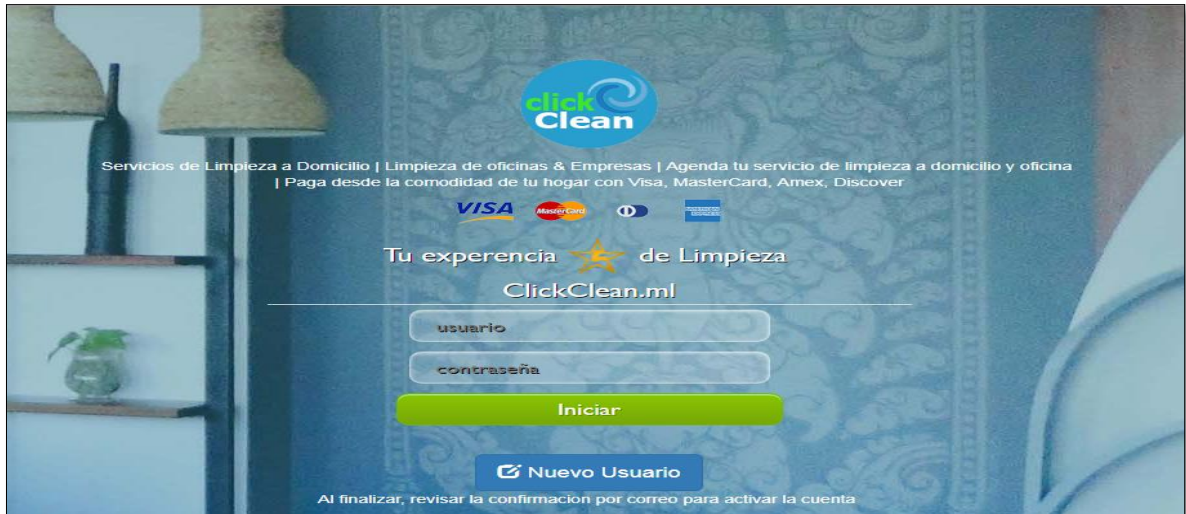 click
Clean
Servicios de Limpieza a Domicilio | Limpieza de oficinas & Empresas | Agenda tu servicio de limpieza a domicilio y oficina
| Paga desde la comodidad de tu hogar con Visa, MasterCard, Amex, Discover
VISA MasterCard
Tu experencia de Limpieza
ClickClean.ml
usuario
contraseña
Iniciar
Nuevo Usuario
Al finalizar, revisar la confirmacion por correo para activar la cuenta